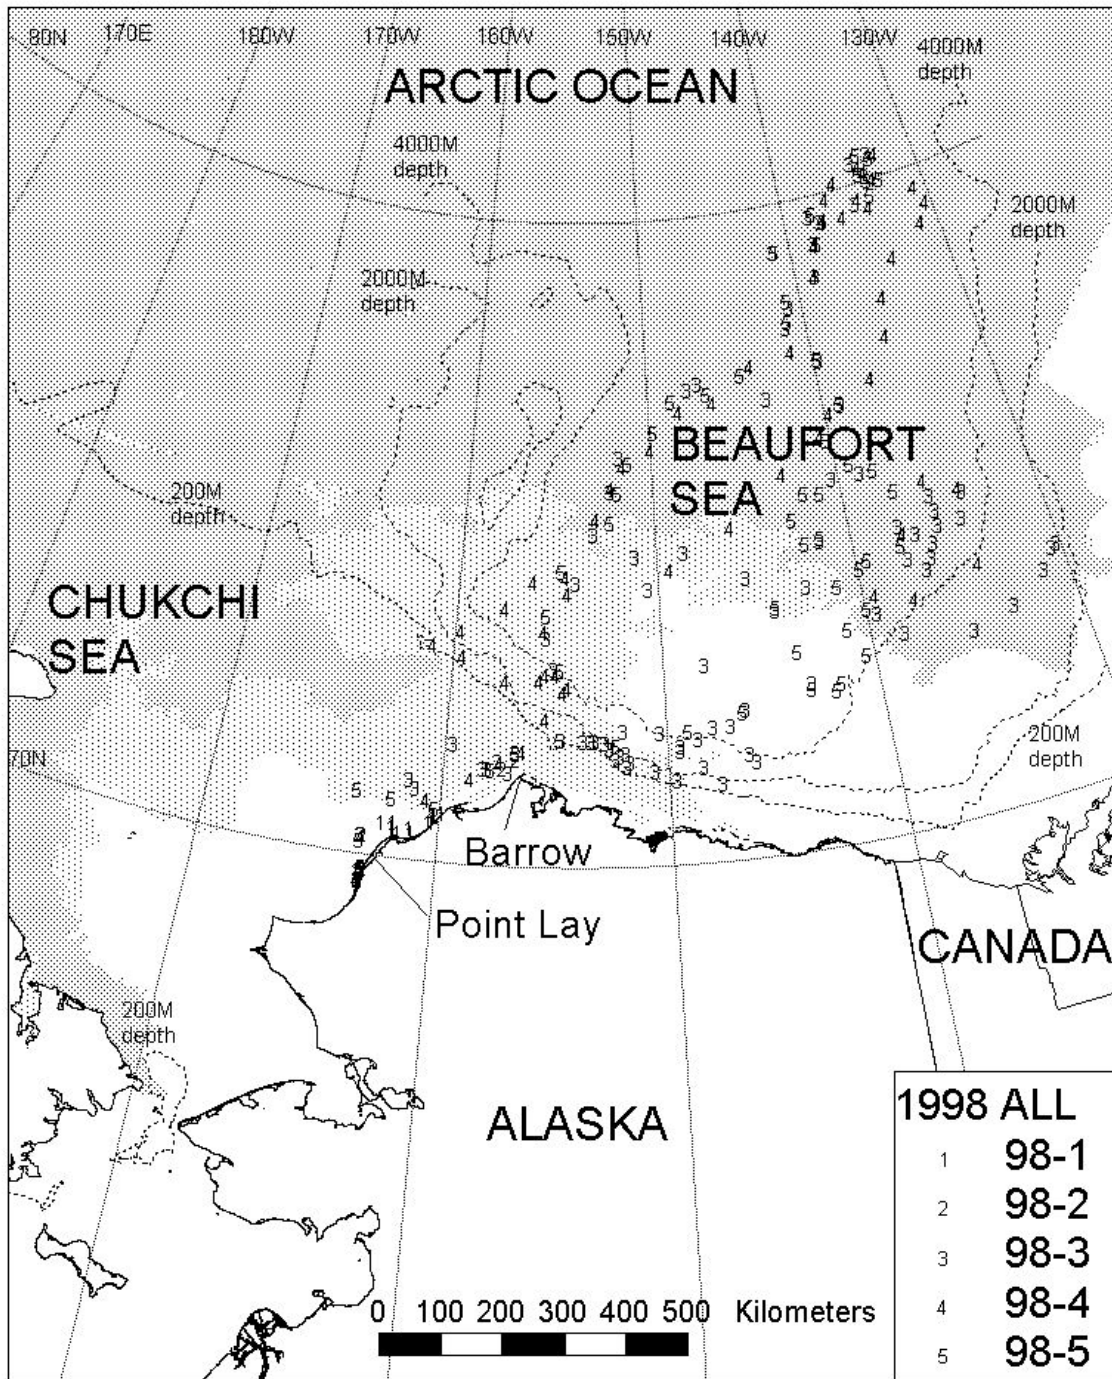 80N
170E
180W
170W
160W
150W
140W
130W
4000M
depth
ARCTIC OCEAN
4000M
depth
2000M
depth
2000M
depth
BEAUFORT
SEA
200M
depth
CHUKCHI
SEA
200M
depth
70N
Barrow
Point Lay
CANADA
200M
depth
ALASKA
1998 ALL
1 98-1
2 98-2
3 98-3
4 98-4
5 98-5
0 100 200 300 400 500 Kilometers